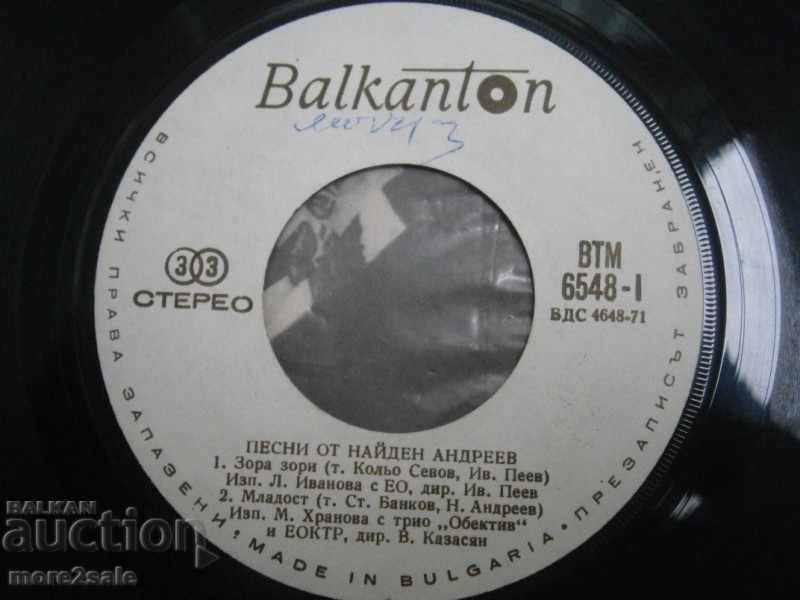 Balkanton
33
СТЕРЕО
ВТМ
6548-I
БДС 4648-71
ПЕСНИ ОТ НАЙДЕН АНДРЕЕВ
1. Зора зори (т. Кольо Севов, Ив. Пеев)
Изп. Л. Иванова с ЕО, дир. Ив. Пеев
2. Младост (т. Ст. Банков, Н. Андреев)
Изп. М. Хранова с трио „Обектив“
и ЕОКТР, дир. В. Казасян
ВСИЧКИ ПРАВА ЗАПАЗЕНИ • MADE IN BULGARIA • ПРЕЗАПИСЪТ ЗАБРАНЕН
БАЛКАН
auction
more2sale